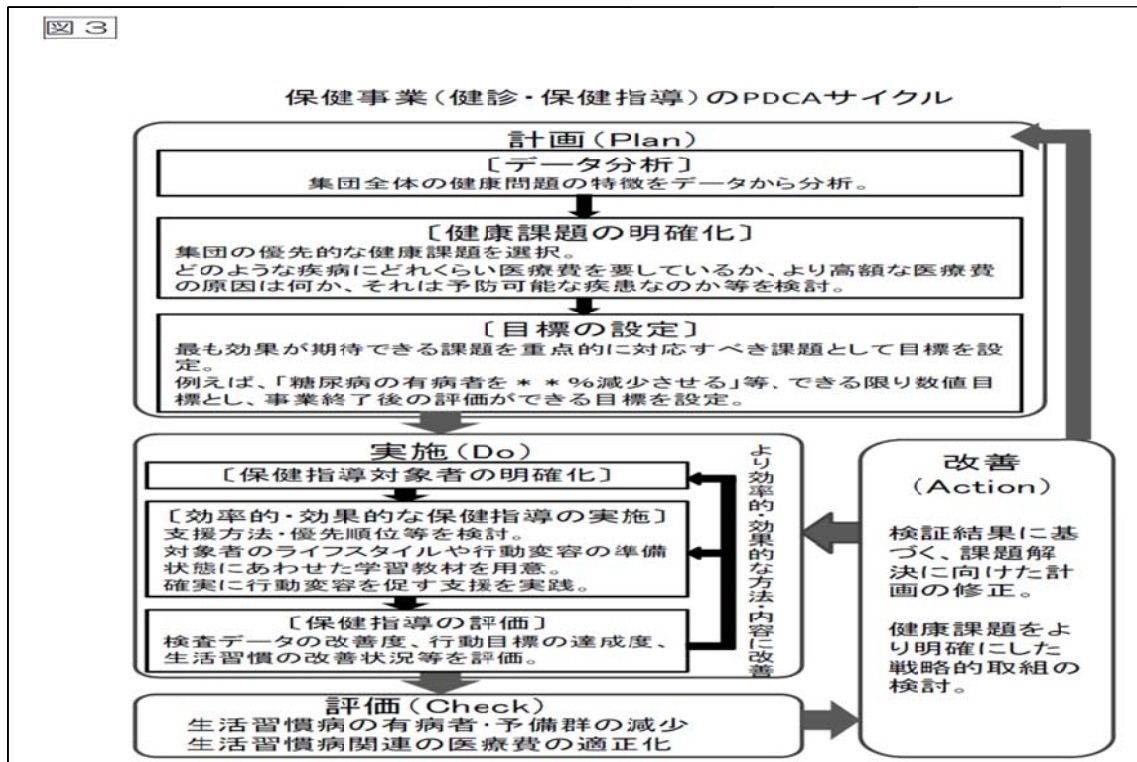 図3
保健事業(健診・保健指導)のPDCAサイクル
計画(Plan)
〔データ分析〕
集団全体の健康問題の特徴をデータから分析。
〔健康課題の明確化〕
集団の優先的な健康課題を選択。
どのような疾病にどれくらい医療費を要しているか、より高額な医療費
の原因は何か、それは予防可能な疾患なのか等を検討。
〔目標の設定〕
最も効果が期待できる課題を重点的に対応すべき課題として目標を設
定。
例えば、「糖尿病の有病者を**%減少させる」等、できる限り数値目
標とし、事業終了後の評価ができる目標を設定。
実施(Do)
〔保健指導対象者の明確化〕
〔効率的・効果的な保健指導の実施〕
支援方法・優先順位等を検討。
対象者のライフスタイルや行動変容の準備
状態にあわせた学習教材を用意。
確実に行動変容を促す支援を実践。
〔保健指導の評価〕
検査データの改善度、行動目標の達成度、
生活習慣の改善状況等を評価。
より効率的・効果的な方法・内容に改善
評価(Check)
生活習慣病の有病者・予備群の減少
生活習慣病関連の医療費の適正化
改善
(Action)
検証結果に基
づく、課題解
決に向けた計
画の修正。
健康課題をよ
り明確にした
戦略的取組の
検討。